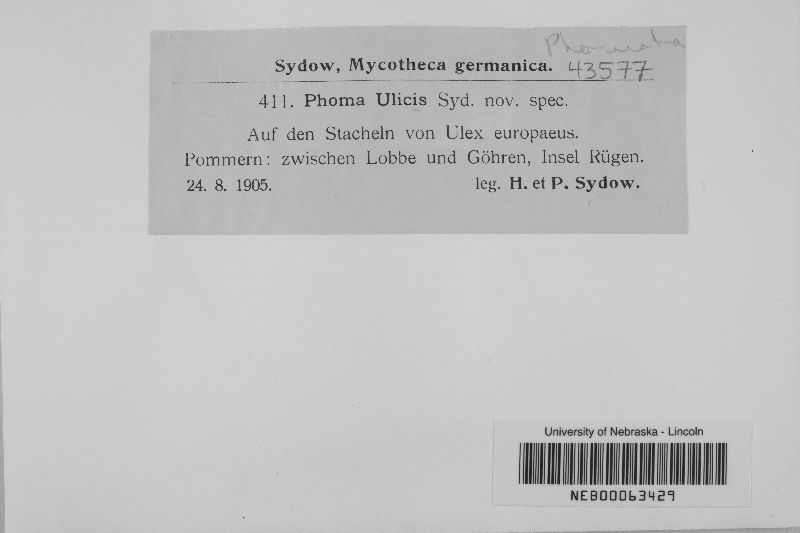 Sydow, Mycotheca germanica. 43577
411. Phoma Ulicis Syd. nov. spec.
Auf den Stacheln von Ulex europaeus.
Pommern: zwischen Lobbe und Göhren, Insel Rügen.
24. 8. 1905. leg. H. et P. Sydow.
University of Nebraska - Lincoln
NEB00063429